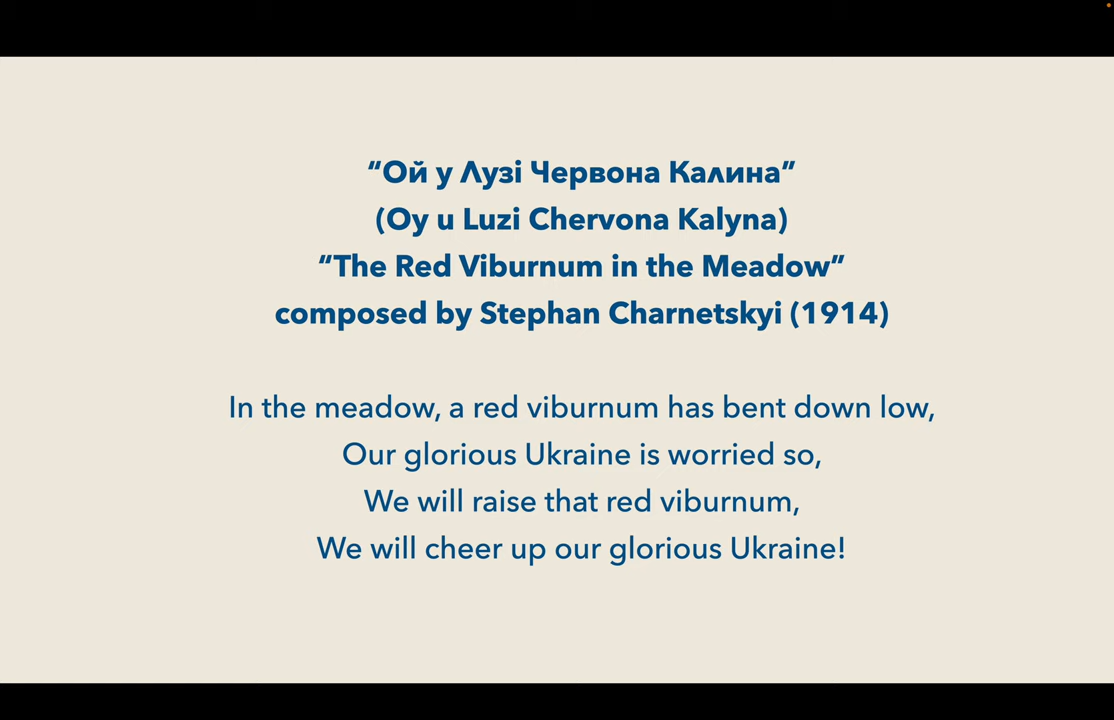 “Ой у Лузі Червона Калина”
(Oy u Luzi Chervona Kalyna)
“The Red Viburnum in the Meadow”
composed by Stephan Charnetskyi (1914)
In the meadow, a red viburnum has bent down low,
Our glorious Ukraine is worried so,
We will raise that red viburnum,
We will cheer up our glorious Ukraine!